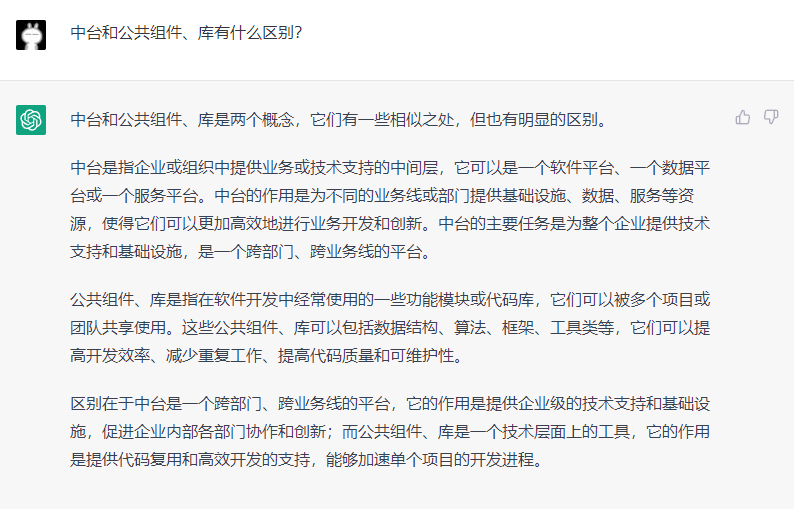 中台和公共组件、库有什么区别?
中台和公共组件、库是两个概念，它们有一些相似之处，但也有明显的区别。
中台是指企业或组织中提供业务或技术支持的中间层，它可以是一个软件平台、一个数据平
台或一个服务平台。中台的作用是为不同的业务线或部门提供基础设施、数据、服务等资
源，使得它们可以更加高效地进行业务开发和创新。中台的主要任务是为整个企业提供技术
支持和基础设施，是一个跨部门、跨业务线的平台。
公共组件、库是指在软件开发中经常使用的一些功能模块或代码库，它们可以被多个项目或
团队共享使用。这些公共组件、库可以包括数据结构、算法、框架、工具类等，它们可以提
高开发效率、减少重复工作、提高代码质量和可维护性。
区别在于中台是一个跨部门、跨业务线的平台，它的作用是提供企业级的技术支持和基础设
施，促进企业内部各部门协作和创新；而公共组件、库是一个技术层面上的工具，它的作用
是提供代码复用和高效开发的支持，能够加速单个项目的开发进程。